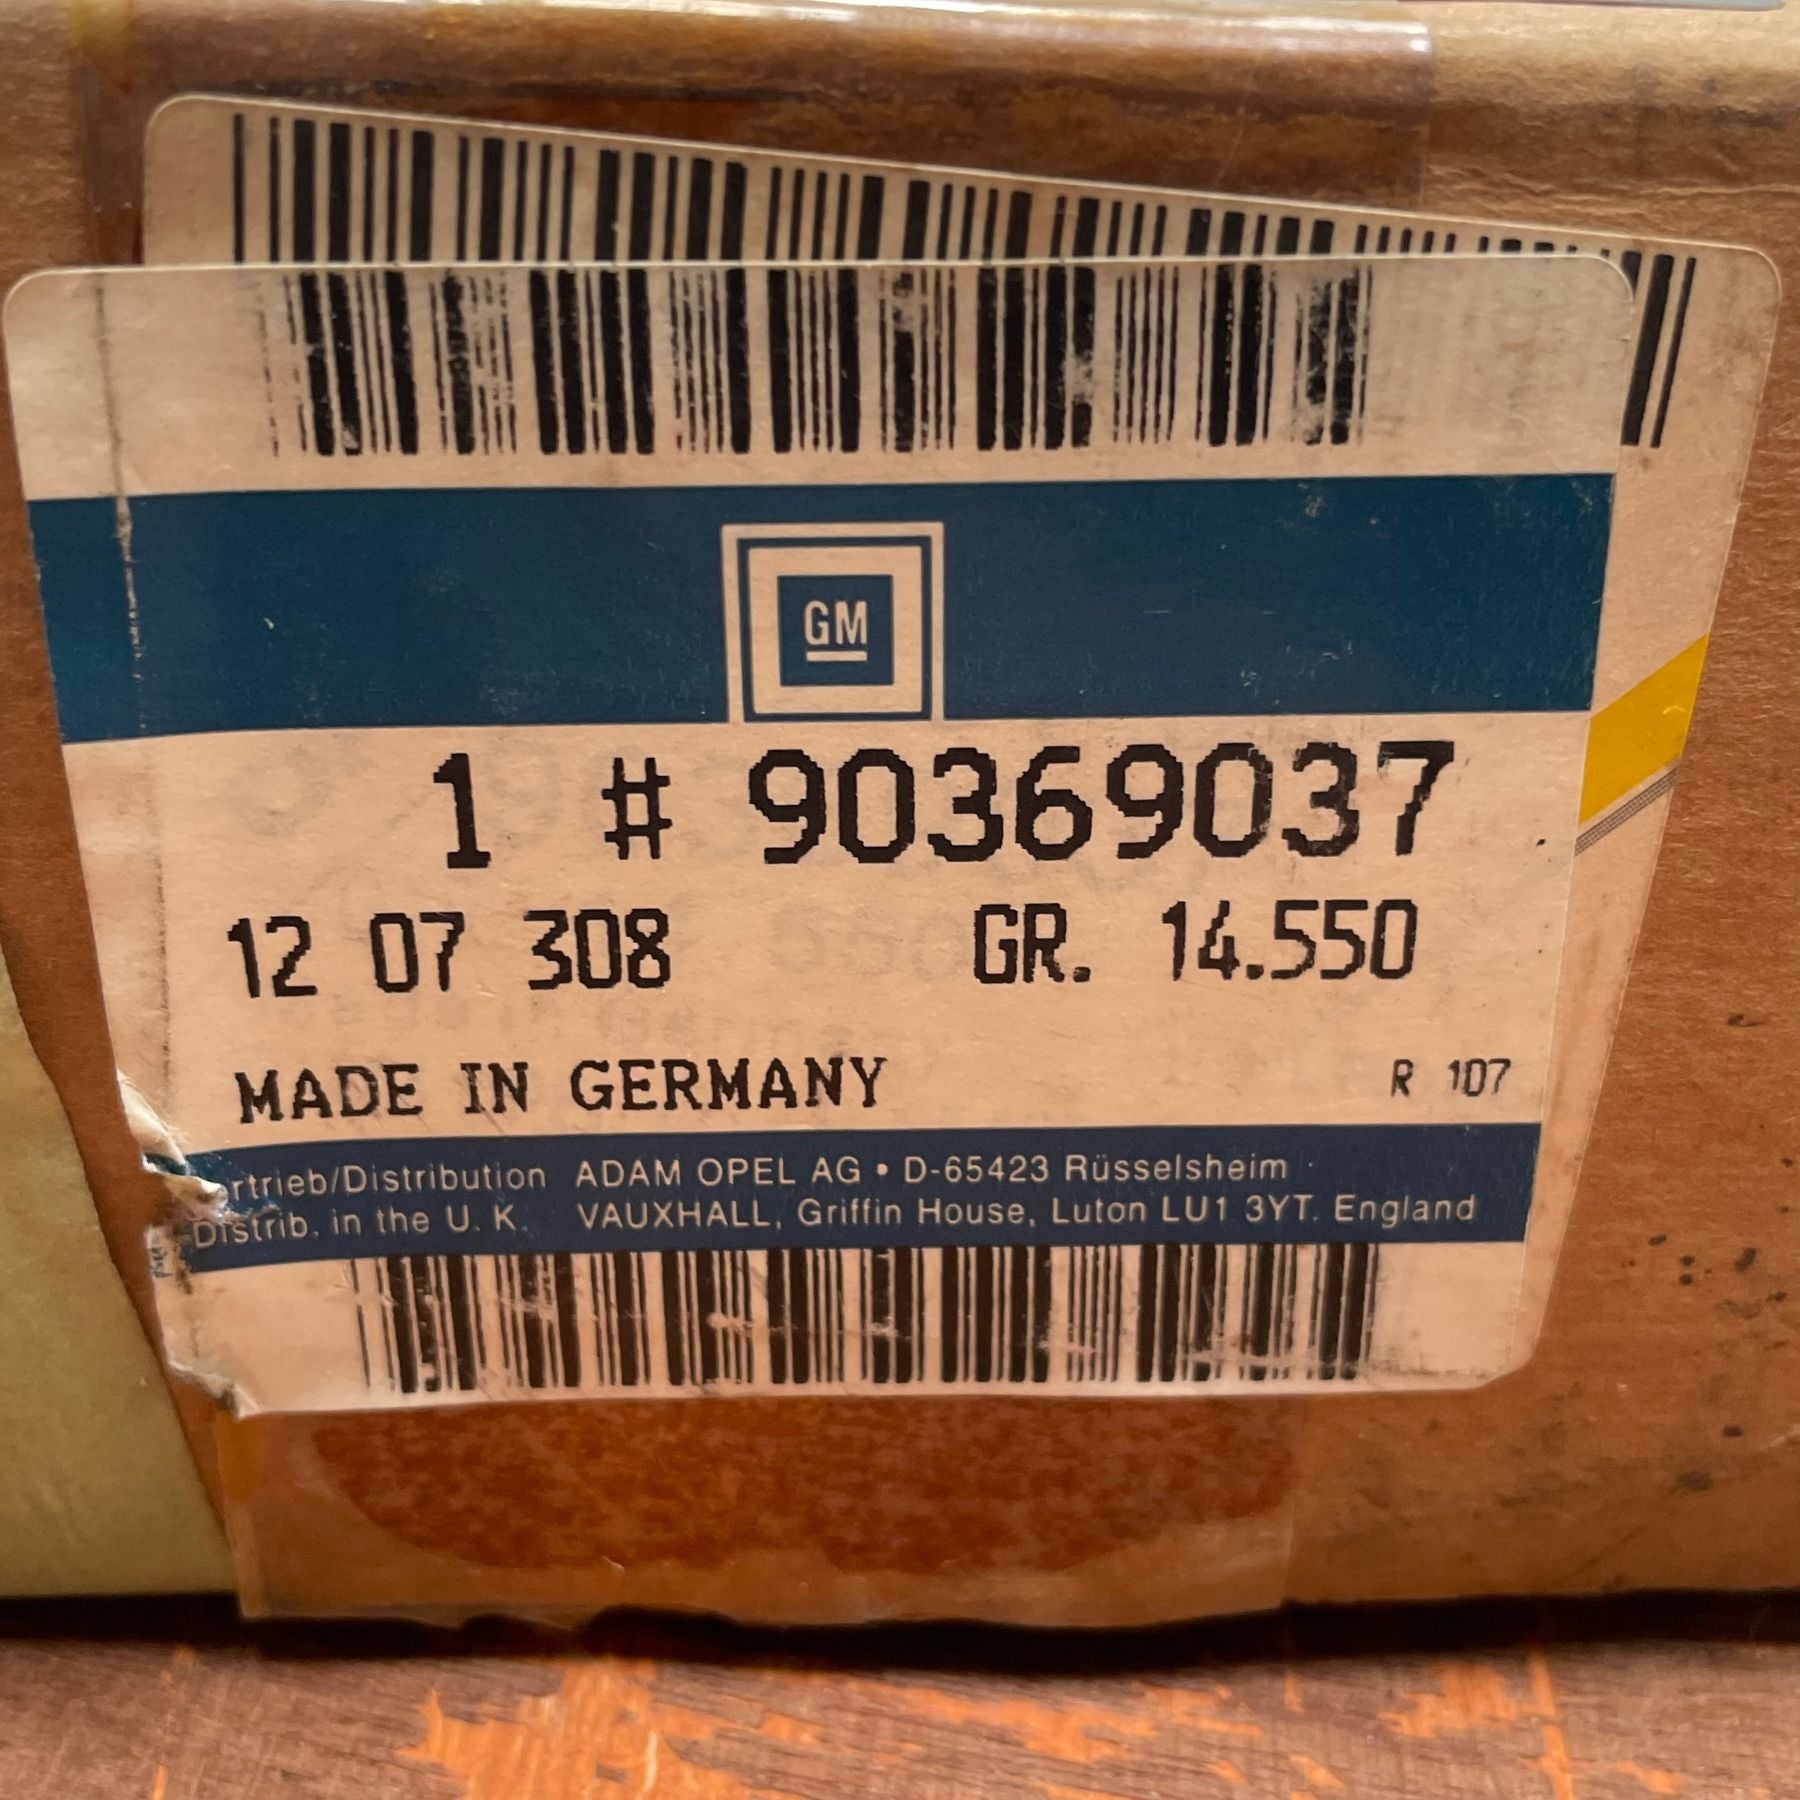 GM
1 # 90369037
12 07 308 GR. 14.550
MADE IN GERMANY R 107
rtrieb/Distribution ADAM OPEL AG • D-65423 Rüsselsheim
Distrib. in the U. K. VAUXHALL, Griffin House, Luton LU1 3YT. England